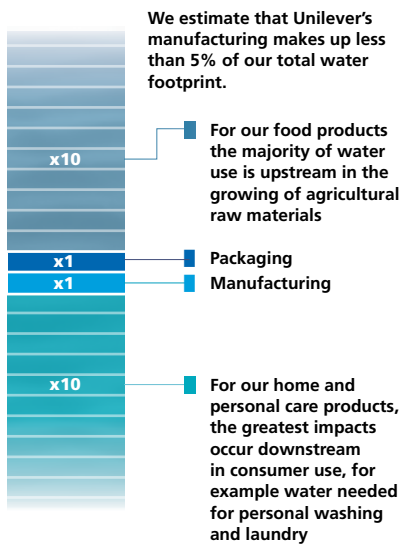 We estimate that Unilever’s
manufacturing makes up less
than 5% of our total water
footprint.
x10
For our food products
the majority of water
use is upstream in the
growing of agricultural
raw materials
x1
Packaging
x1
Manufacturing
x10
For our home and
personal care products,
the greatest impacts
occur downstream
in consumer use, for
example water needed
for personal washing
and laundry